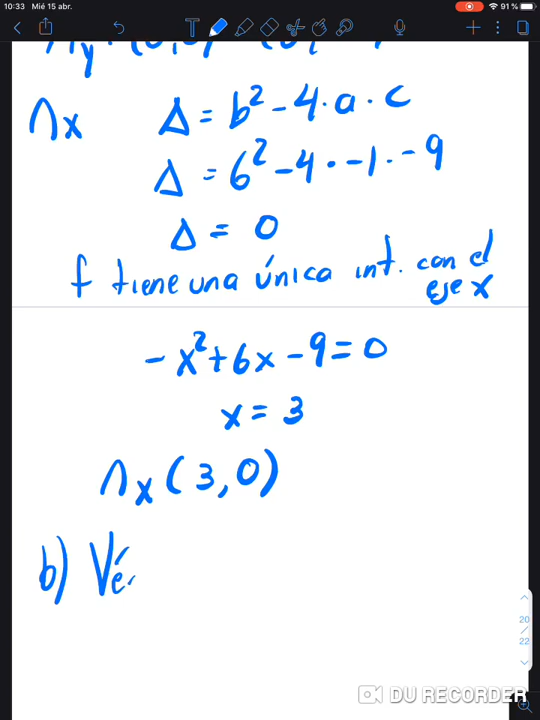 10:33 Mié 15 abr. 91 %
∩x Δ = b² - 4 · a · c
Δ = 6² - 4 · -1 · -9
Δ = 0
f tiene una única int. con el
eje x
-x² + 6x - 9 = 0
x = 3
∩x (3, 0)
b) Vé
20
/
22
DU RECORDER